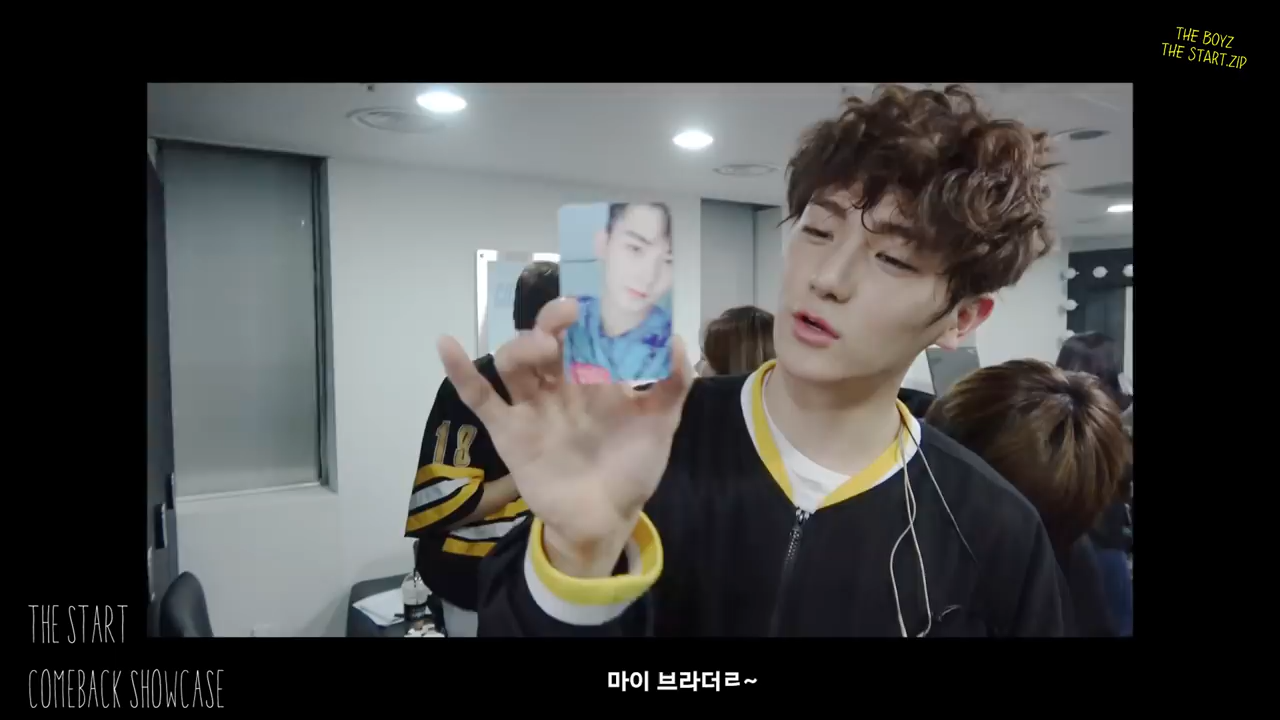 THE BOYZ
THE START.ZIP
18
THE START
COMEBACK SHOWCASE
마이 브라더ㄹ~